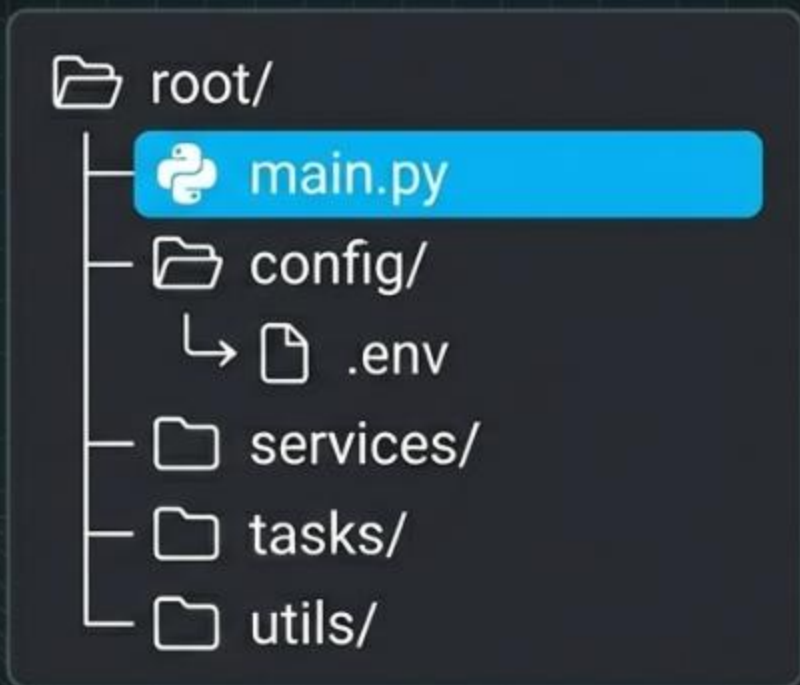 root/
main.py
config/
.env
services/
tasks/
utils/